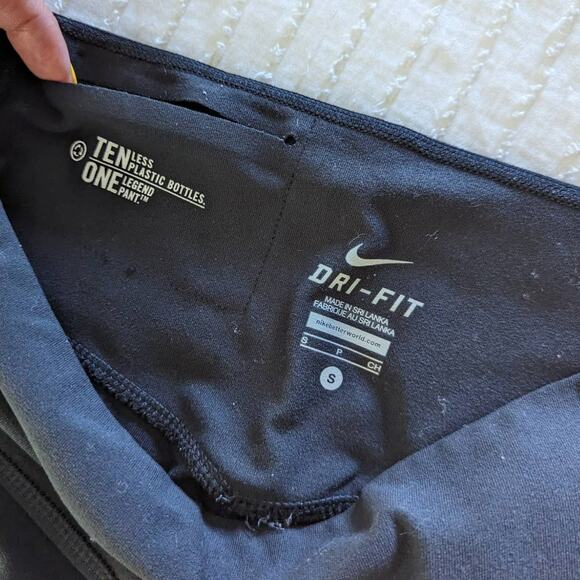 TEN LESS
PLASTIC BOTTLES.
ONE LEGEND
PANT.™
DRI-FIT
MADE IN SRI LANKA
FABRIQUE AU SRI LANKA
nikebetterworld.com
S P CH
S